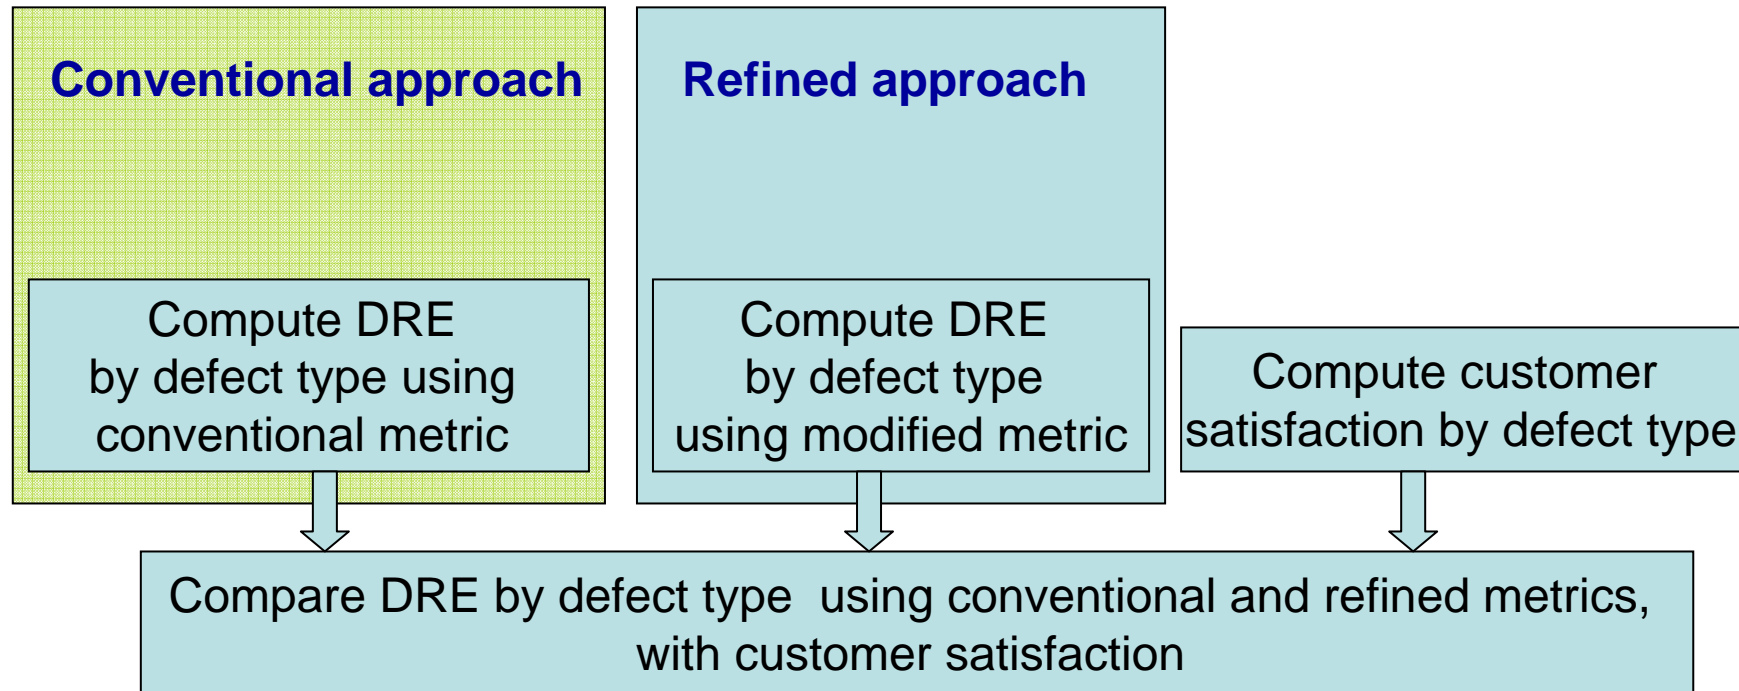 Conventional approach
Refined approach
Compute DRE
by defect type using
conventional metric
Compute DRE
by defect type
using modified metric
Compute customer
satisfaction by defect type
Compare DRE by defect type  using conventional and refined metrics,
with customer satisfaction